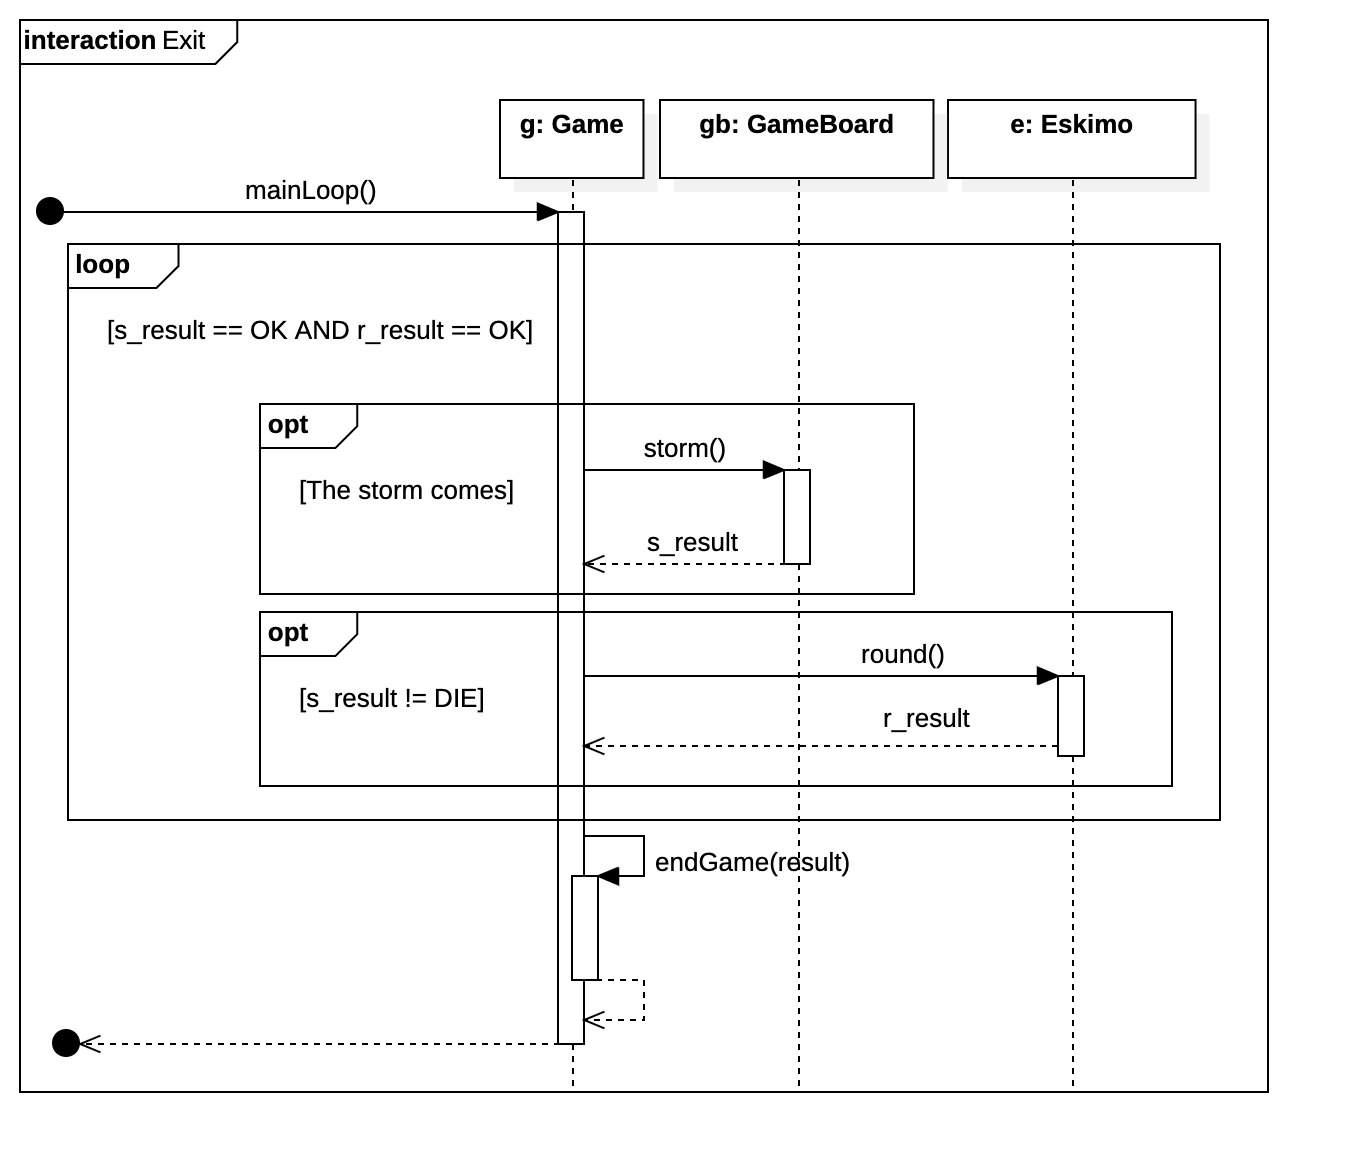 interaction Exit
g: Game
gb: GameBoard
e: Eskimo
mainLoop()
loop
[s_result == OK AND r_result == OK]
opt
storm()
[The storm comes]
s_result
opt
round()
[s_result != DIE]
r_result
endGame(result)